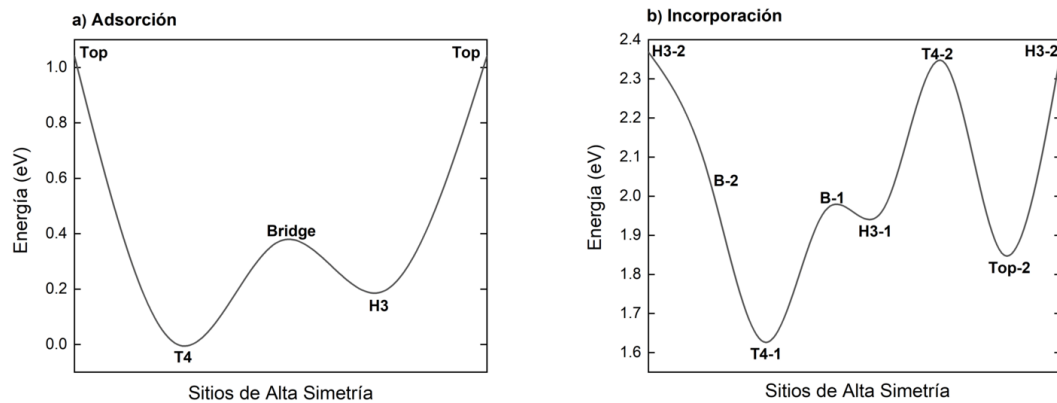 a) Adsorción
Top
Top
1.0
0.8
0.6
0.4
0.2
0.0
Energía (eV)
Bridge
H3
T4
Sitios de Alta Simetría
b) Incorporación
2.4
2.3
2.2
2.1
2.0
1.9
1.8
1.7
1.6
Energía (eV)
H3-2
T4-2
H3-2
B-2
B-1
H3-1
Top-2
T4-1
Sitios de Alta Simetría